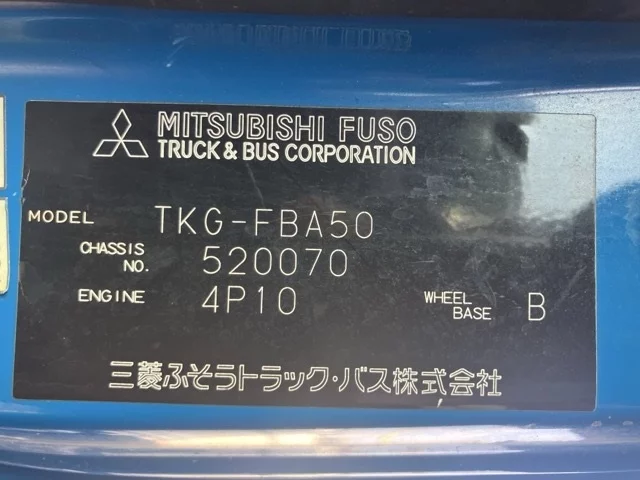 MITSUBISHI FUSO
TRUCK & BUS CORPORATION
MODEL TKG-FBA50
CHASSIS NO. 520070
ENGINE 4P10 WHEEL BASE B
三菱ふそうトラック・バス株式会社